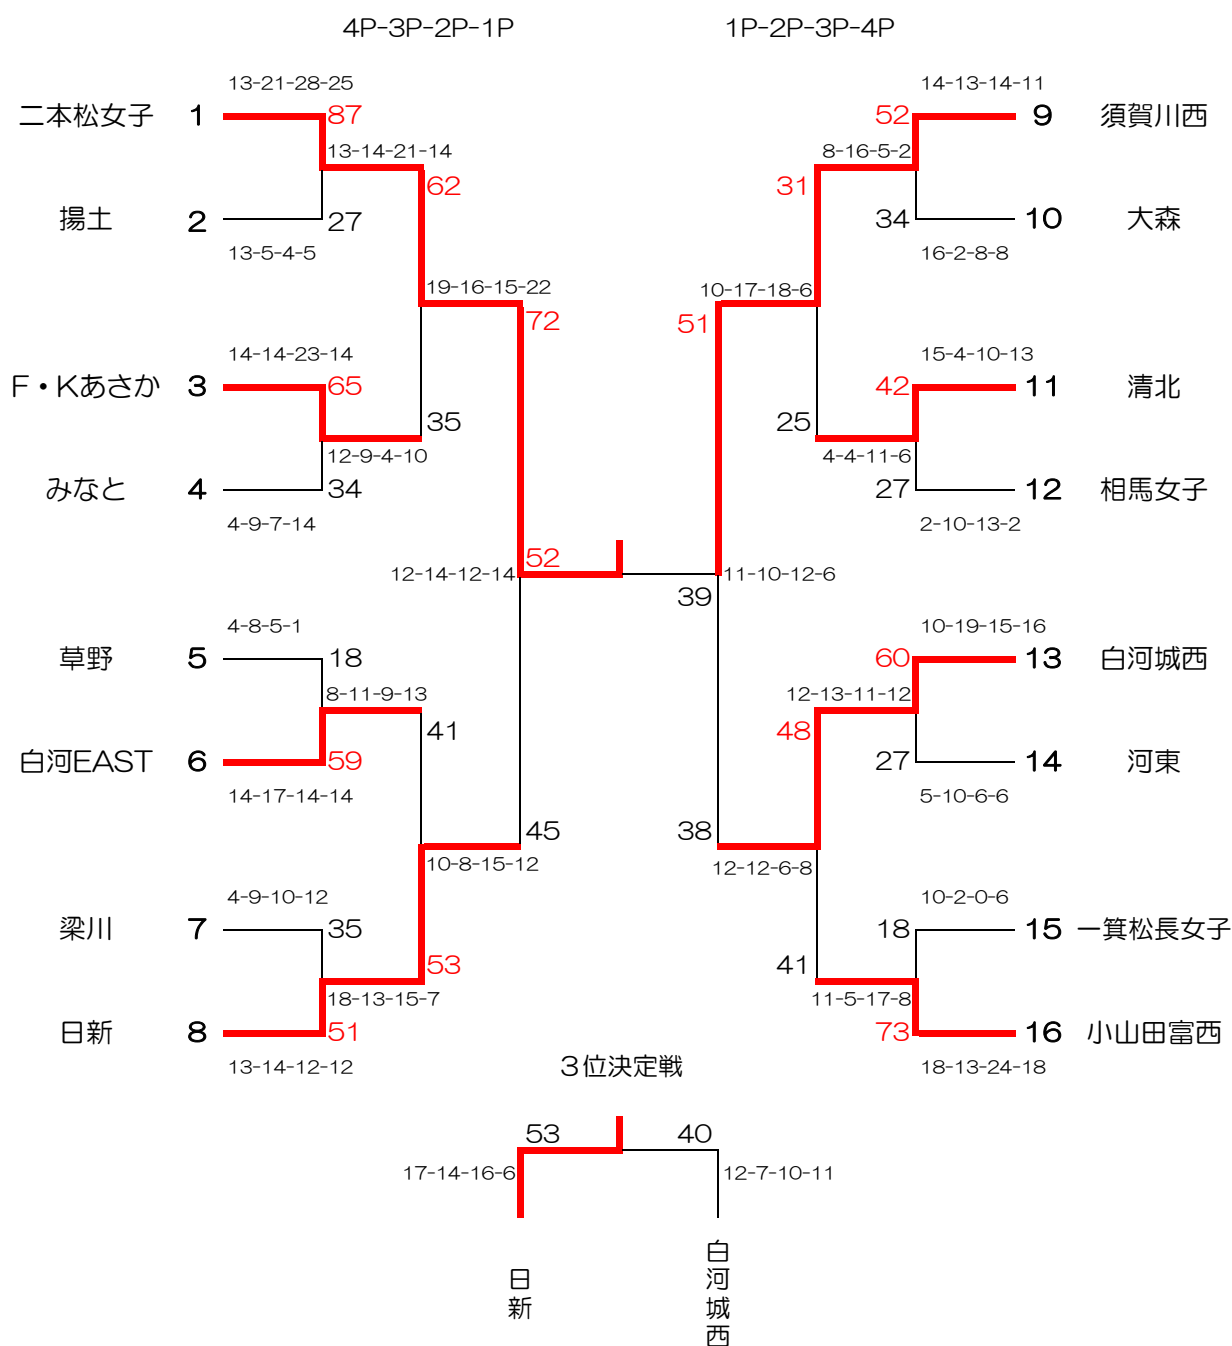 4P-3P-2P-1P 1P-2P-3P-4P
13-21-28-25 14-13-14-11
二本松女子 1 87 52 9 須賀川西
13-14-21-14 8-16-5-2
62 31
揚土 2 27 34 10 大森
13-5-4-5 16-2-8-8
19-16-15-22 10-17-18-6
72 51
14-14-23-14 15-4-10-13
F・Kあさか 3 65 42 11 清北
35 25
12-9-4-10 4-4-11-6
みなと 4 34 27 12 相馬女子
4-9-7-14 2-10-13-2
52
12-14-12-14 11-10-12-6
39
4-8-5-1 10-19-15-16
草野 5 18 60 13 白河城西
8-11-9-13 12-13-11-12
41 48
白河EAST 6 59 27 14 河東
14-17-14-14 5-10-6-6
45 38
10-8-15-12 12-12-6-8
4-9-10-12 10-2-0-6
梁川 7 35 18 15 一箕松長女子
53 41
18-13-15-7 11-5-17-8
日新 8 51 73 16 小山田富西
13-14-12-12 18-13-24-18
3位決定戦
53 40
17-14-16-6 12-7-10-11
日新
白河城西